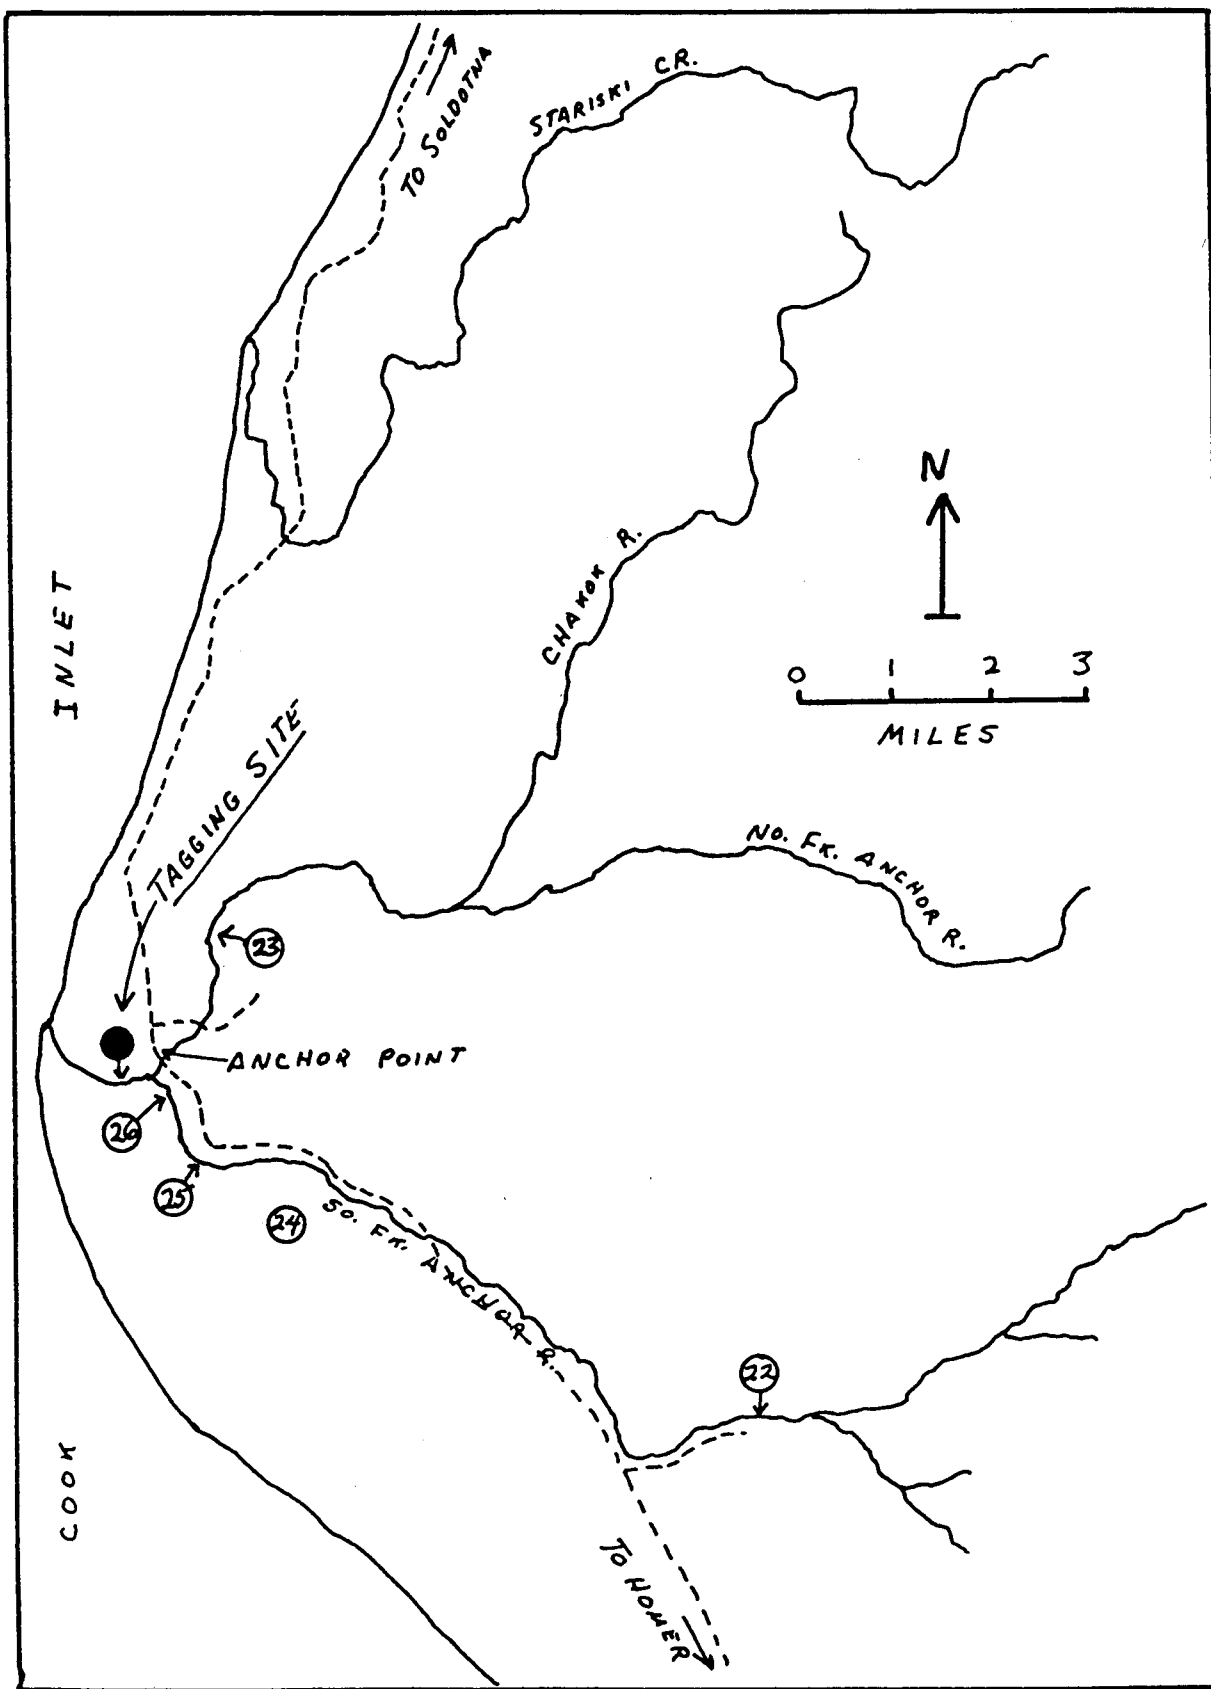 STARISKI CR.
TO SOLDOTNA
N
CHAKOK R.
INLET
0 1 2 3
MILES
TAGGING SITE
NO. FK. ANCHOR R.
23
ANCHOR POINT
26
25
24
SO. FK. ANCHOR R.
22
COOK
TO HOMER